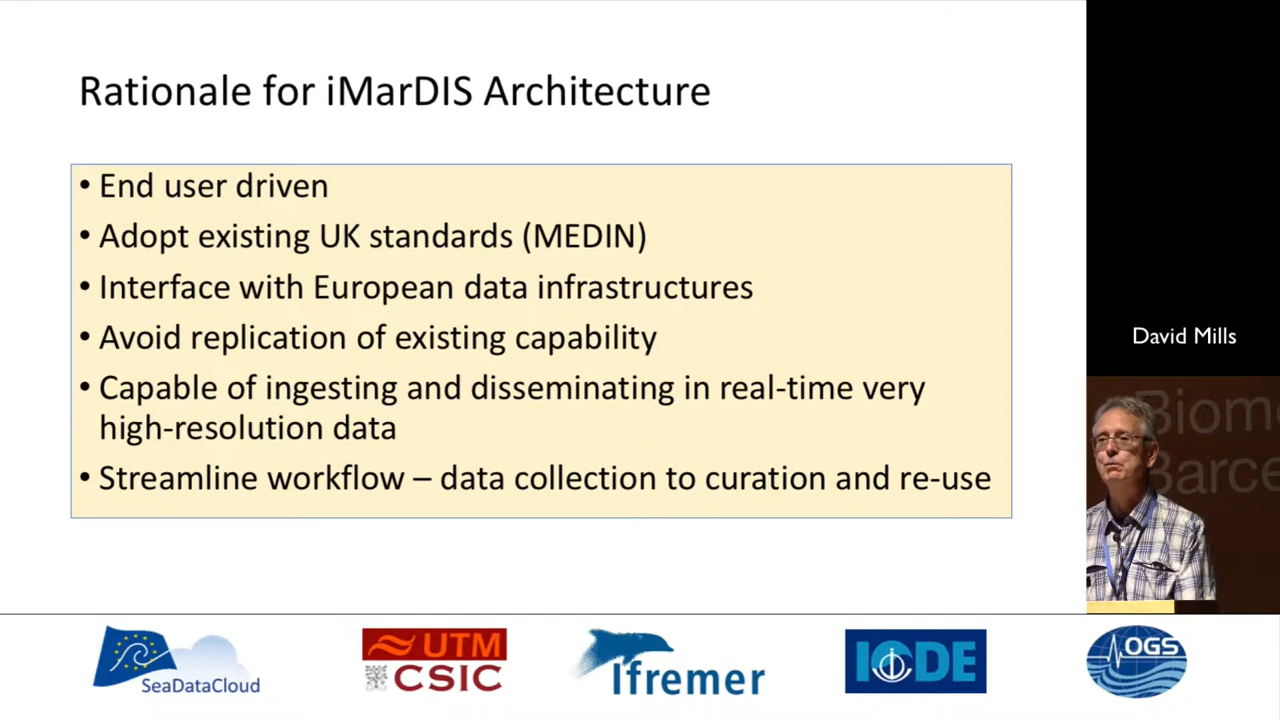 Rationale for iMarDIS Architecture
• End user driven
• Adopt existing UK standards (MEDIN)
• Interface with European data infrastructures
• Avoid replication of existing capability
• Capable of ingesting and disseminating in real-time very
high-resolution data
• Streamline workflow – data collection to curation and re-use
David Mills
Biome
Barce
SeaDataCloud
UTM
CSIC
Ifremer
IODE
OGS